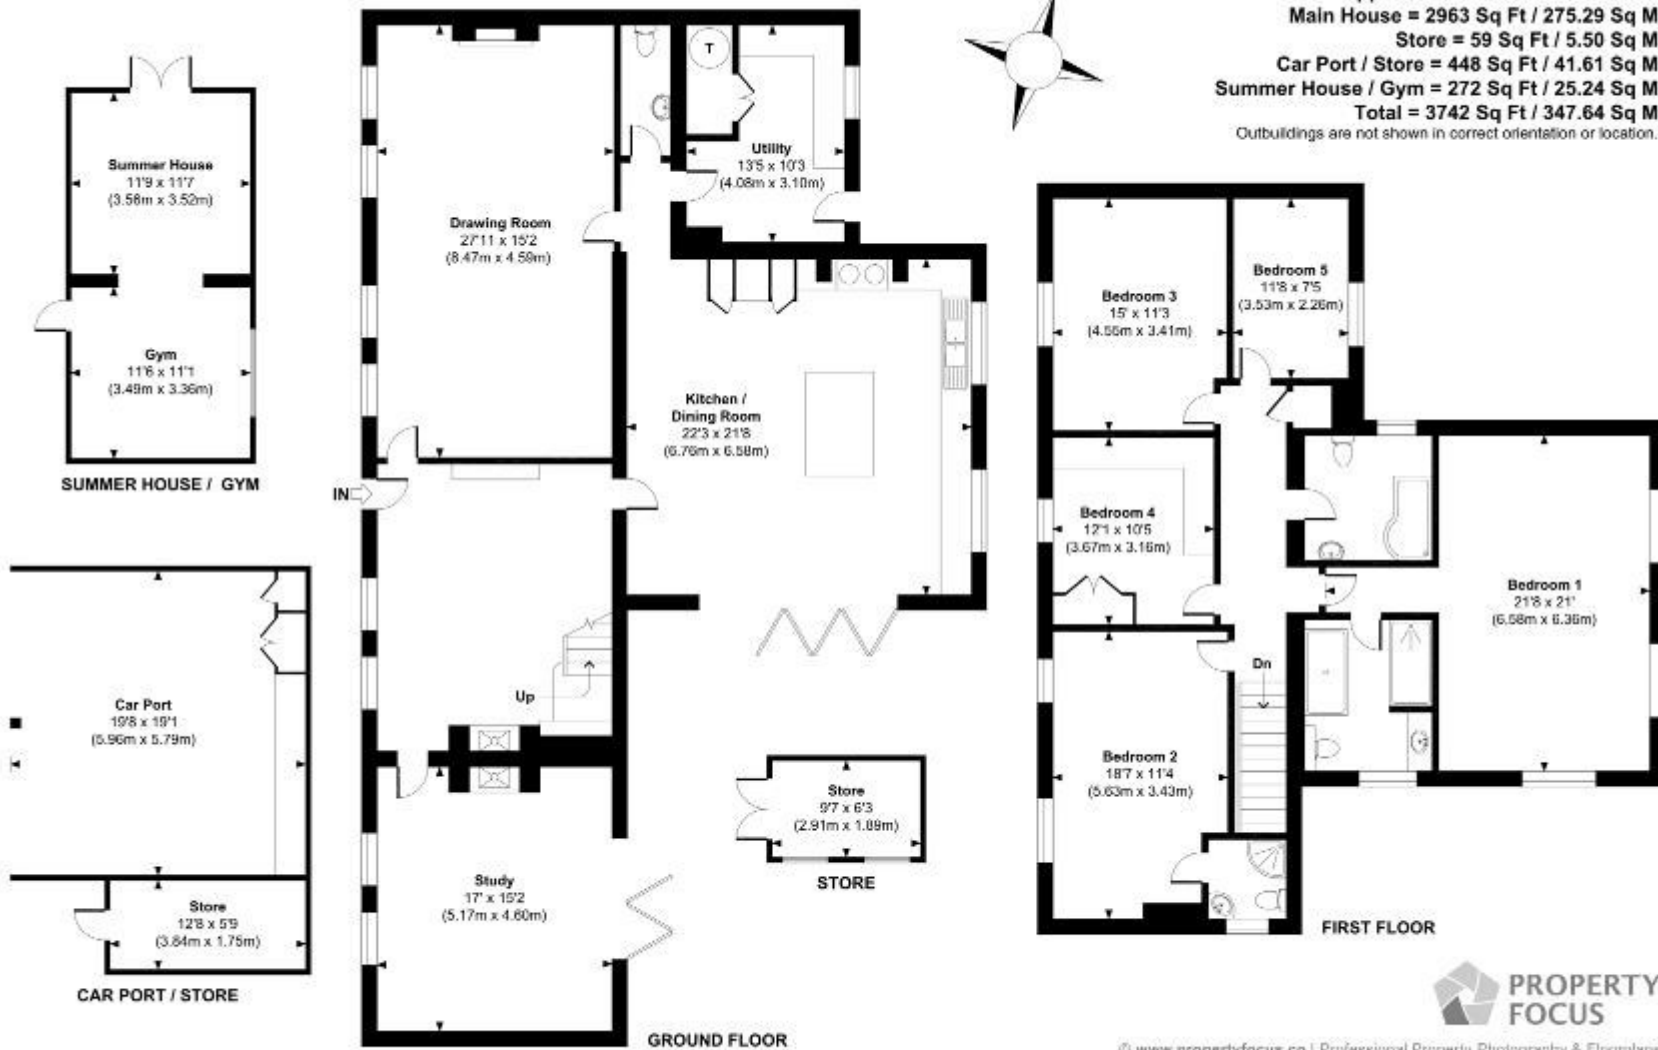 Main House = 2963 Sq Ft / 275.29 Sq M
Store = 59 Sq Ft / 5.50 Sq M
Car Port / Store = 448 Sq Ft / 41.61 Sq M
Summer House / Gym = 272 Sq Ft / 25.24 Sq M
Total = 3742 Sq Ft / 347.64 Sq M
Outbuildings are not shown in correct orientation or location.
Summer House
11'9 x 11'7
(3.56m x 3.52m)
Gym
11'6 x 11'1
(3.49m x 3.36m)
SUMMER HOUSE / GYM
Car Port
19'8 x 19'1
(5.96m x 5.79m)
Store
12'8 x 5'9
(3.84m x 1.75m)
CAR PORT / STORE
Drawing Room
27'11 x 15'2
(8.47m x 4.59m)
T
Utility
13'5 x 10'3
(4.08m x 3.10m)
Kitchen /
Dining Room
22'3 x 21'8
(6.76m x 6.58m)
IN
Up
Study
17' x 15'2
(5.17m x 4.60m)
GROUND FLOOR
Store
9'7 x 6'3
(2.91m x 1.89m)
STORE
Bedroom 3
15' x 11'3
(4.55m x 3.41m)
Bedroom 5
11'8 x 7'5
(3.53m x 2.26m)
Bedroom 4
12'1 x 10'5
(3.67m x 3.16m)
Bedroom 1
21'8 x 21'
(6.58m x 6.36m)
Dn
Bedroom 2
18'7 x 11'4
(5.63m x 3.43m)
FIRST FLOOR
PROPERTY
FOCUS
© www.propertyfocus.co | Professional Property Photography & Floorplans